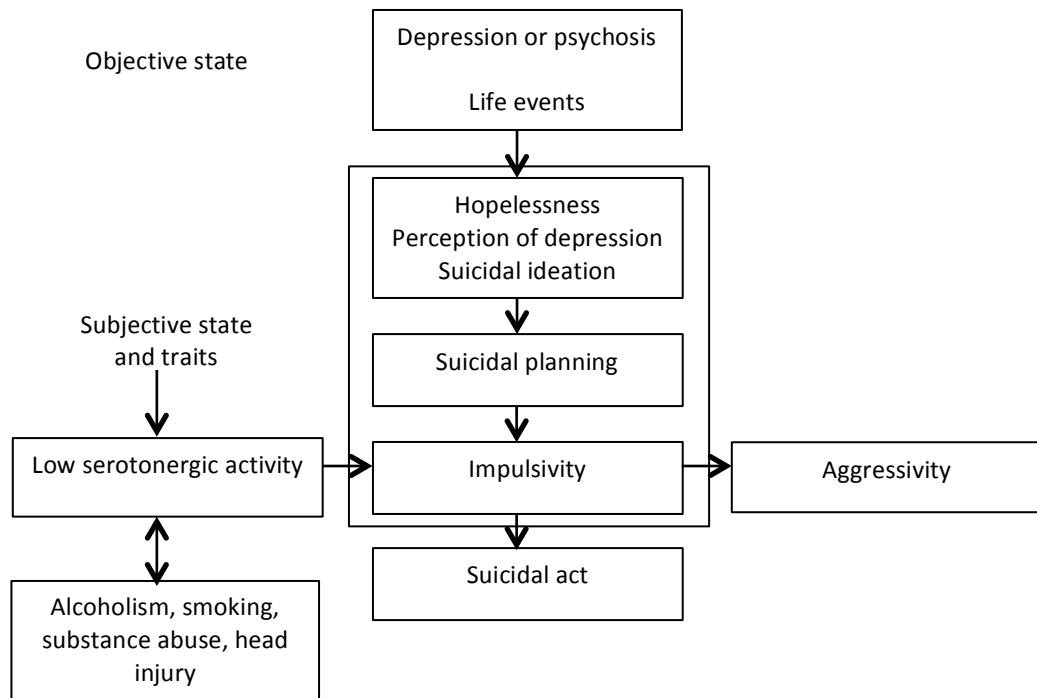 Objective state
Depression or psychosis
Life events
Hopelessness
Perception of depression
Suicidal ideation
Subjective state
and traits
Suicidal planning
Low serotonergic activity
Impulsivity
Aggressivity
Suicidal act
Alcoholism, smoking,
substance abuse, head
injury